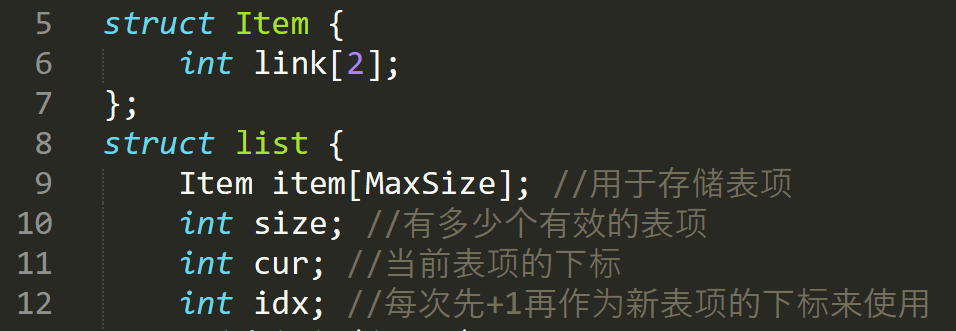 5 struct Item {
6 int link[2];
7 };
8 struct list {
9 Item item[MaxSize]; //用于存储表项
10 int size; //有多少个有效的表项
11 int cur; //当前表项的下标
12 int idx; //每次先+1再作为新表项的下标来使用